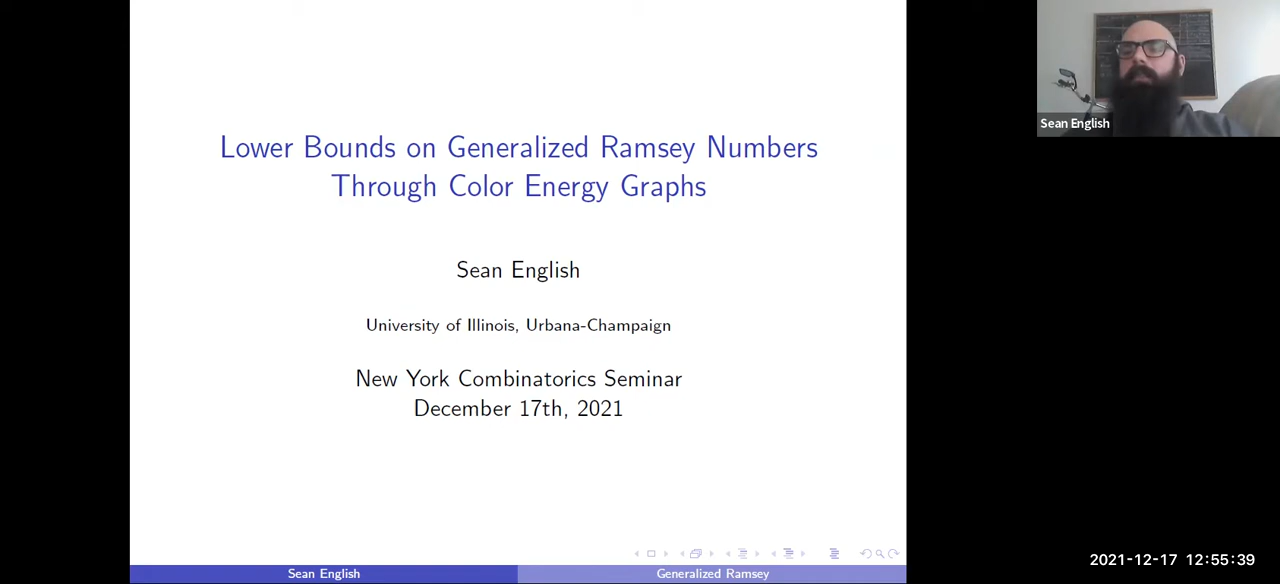 Lower Bounds on Generalized Ramsey Numbers
Through Color Energy Graphs
Sean English
University of Illinois, Urbana-Champaign
New York Combinatorics Seminar
December 17th, 2021
Sean English
Generalized Ramsey
Sean English
2021-12-17 12:55:39